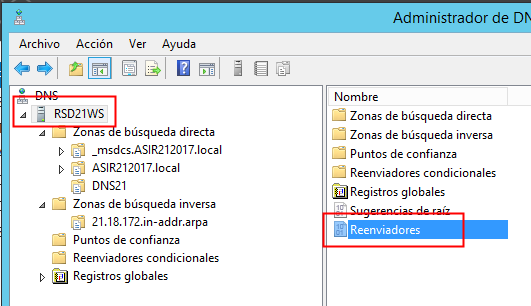 Administrador de D
Archivo Acción Ver Ayuda
DNS
RSD21WS
Zonas de búsqueda directa
_msdcs.ASIR212017.local
ASIR212017.local
DNS21
Zonas de búsqueda inversa
21.18.172.in-addr.arpa
Puntos de confianza
Reenviadores condicionales
Registros globales
Nombre
Zonas de búsqueda directa
Zonas de búsqueda inversa
Puntos de confianza
Reenviadores condicionales
Registros globales
Sugerencias de raíz
Reenviadores